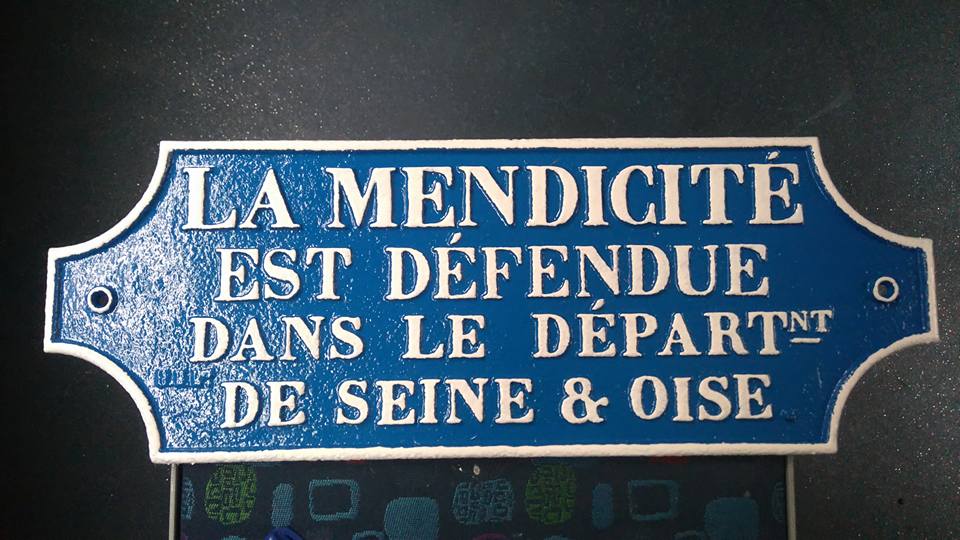 LA MENDICITÉ
EST DÉFENDUE
DANS LE DÉPARTNT
DE SEINE & OISE